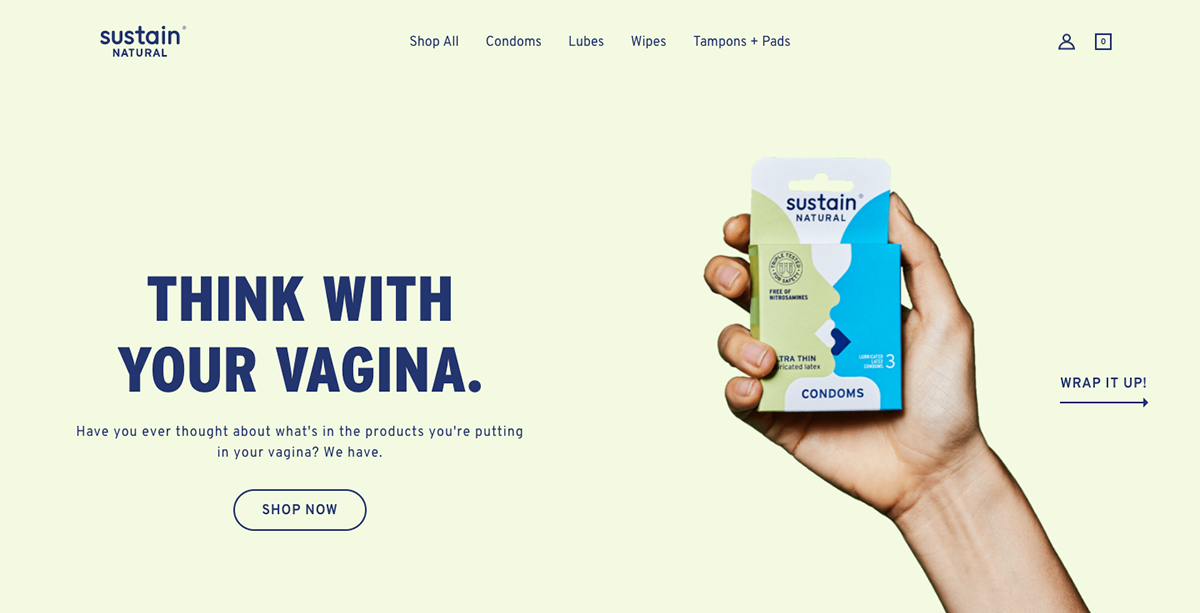 sustain®
NATURAL
Shop All
Condoms
Lubes
Wipes
Tampons + Pads
0
THINK WITH
YOUR VAGINA.
Have you ever thought about what's in the products you're putting
in your vagina? We have.
SHOP NOW
sustain®
NATURAL
TRIPLE TESTED
FOR SAFETY
FREE OF
NITROSAMINES
TRA THIN
ricated latex
LUBRICATED
LATEX
CONDOMS
3
CONDOMS
WRAP IT UP!